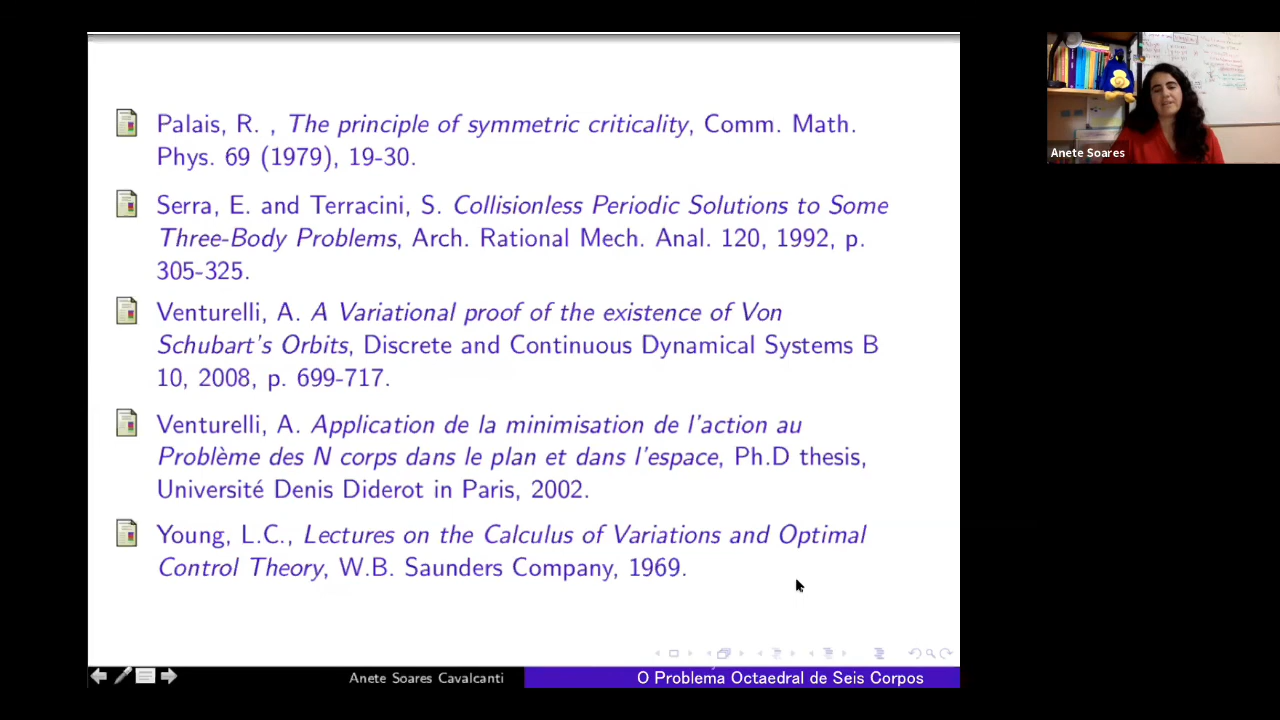 Palais, R. , The principle of symmetric criticality, Comm. Math.
Phys. 69 (1979), 19-30.
Serra, E. and Terracini, S. Collisionless Periodic Solutions to Some
Three-Body Problems, Arch. Rational Mech. Anal. 120, 1992, p.
305-325.
Venturelli, A. A Variational proof of the existence of Von
Schubart's Orbits, Discrete and Continuous Dynamical Systems B
10, 2008, p. 699-717.
Venturelli, A. Application de la minimisation de l'action au
Problème des N corps dans le plan et dans l'espace, Ph.D thesis,
Université Denis Diderot in Paris, 2002.
Young, L.C., Lectures on the Calculus of Variations and Optimal
Control Theory, W.B. Saunders Company, 1969.
Anete Soares Cavalcanti
O Problema Octaedral de Seis Corpos
Anete Soares